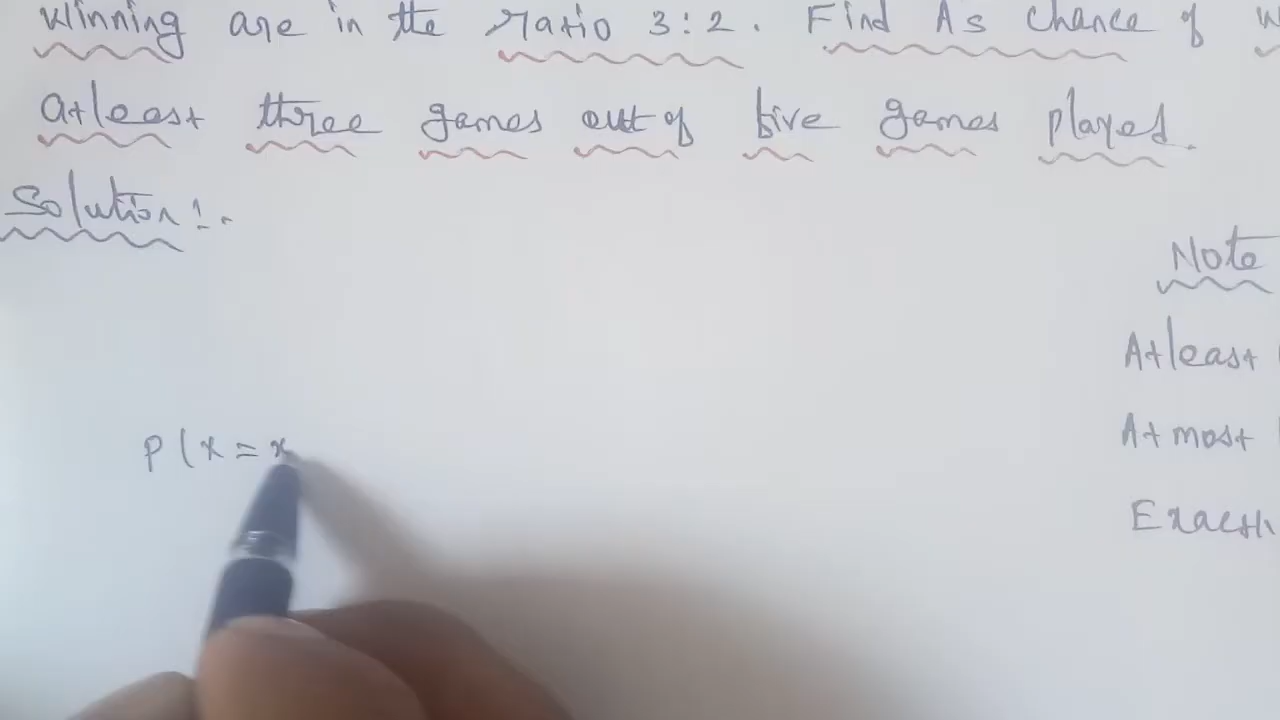 Winning are in the ratio 3:2. Find As chance of
atleast three games out of five games played.
Solution:-
Note
Atleast
At most
P(x=x